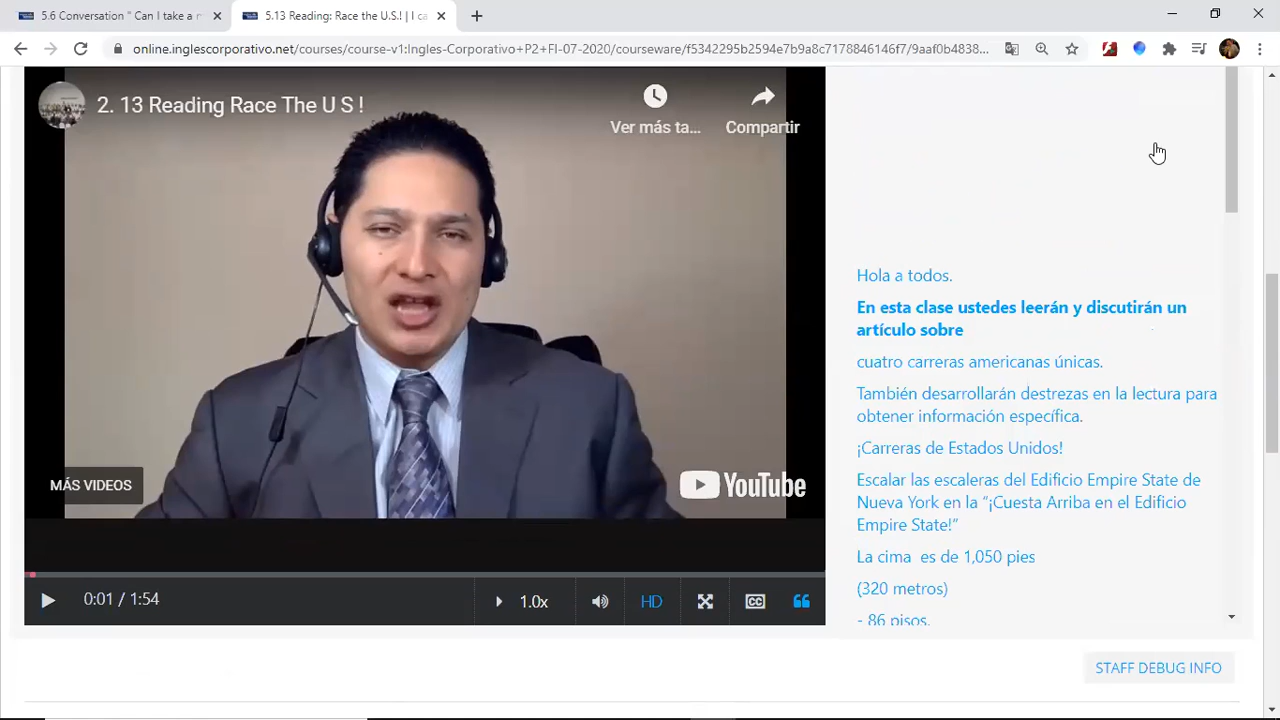 5.6 Conversation " Can I take a m
5.13 Reading: Race the U.S.! | I ca
online.inglescorporativo.net/courses/course-v1:Ingles-Corporativo+P2+FI-07-2020/courseware/f5342295b2594e7b9a8c7178846146f7/9aaf0b4838...
2. 13 Reading Race The U S !
Ver más ta...
Compartir
Hola a todos.
En esta clase ustedes leerán y discutirán un
artículo sobre
cuatro carreras americanas únicas.
También desarrollarán destrezas en la lectura para
obtener información específica.
¡Carreras de Estados Unidos!
Escalar las escaleras del Edificio Empire State de
Nueva York en la “¡Cuesta Arriba en el Edificio
Empire State!”
La cima es de 1,050 pies
(320 metros)
- 86 pisos.
MÁS VIDEOS
YouTube
0:01 / 1:54
1.0x
HD
CC
STAFF DEBUG INFO